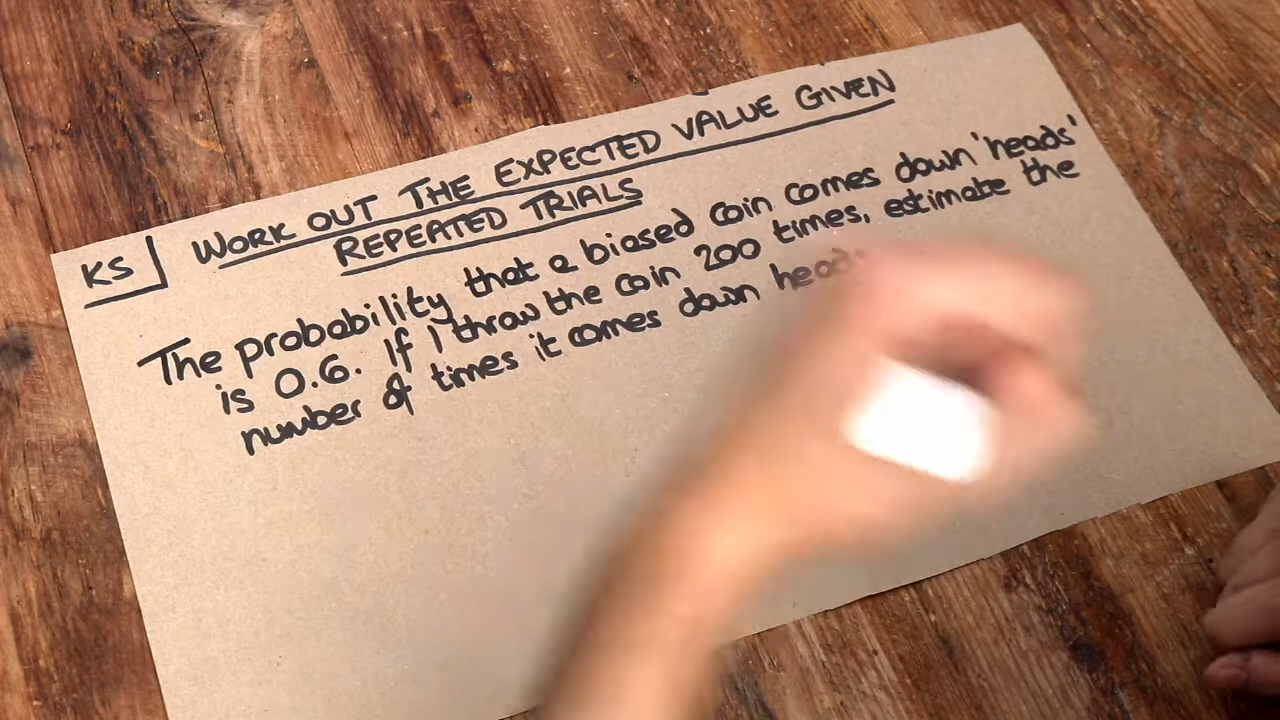 KS
WORK OUT THE EXPECTED VALUE GIVEN
REPEATED TRIALS
The probability that a biased coin comes down 'heads'
is 0.6. If I throw the coin 200 times, estimate the
number of times it comes down heads